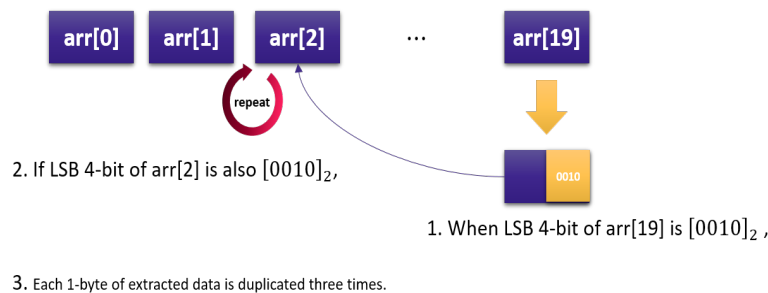 arr[0] arr[1] arr[2] ... arr[19]
repeat
2. If LSB 4-bit of arr[2] is also [0010]₂,
0010
1. When LSB 4-bit of arr[19] is [0010]₂ ,
3. Each 1-byte of extracted data is duplicated three times.